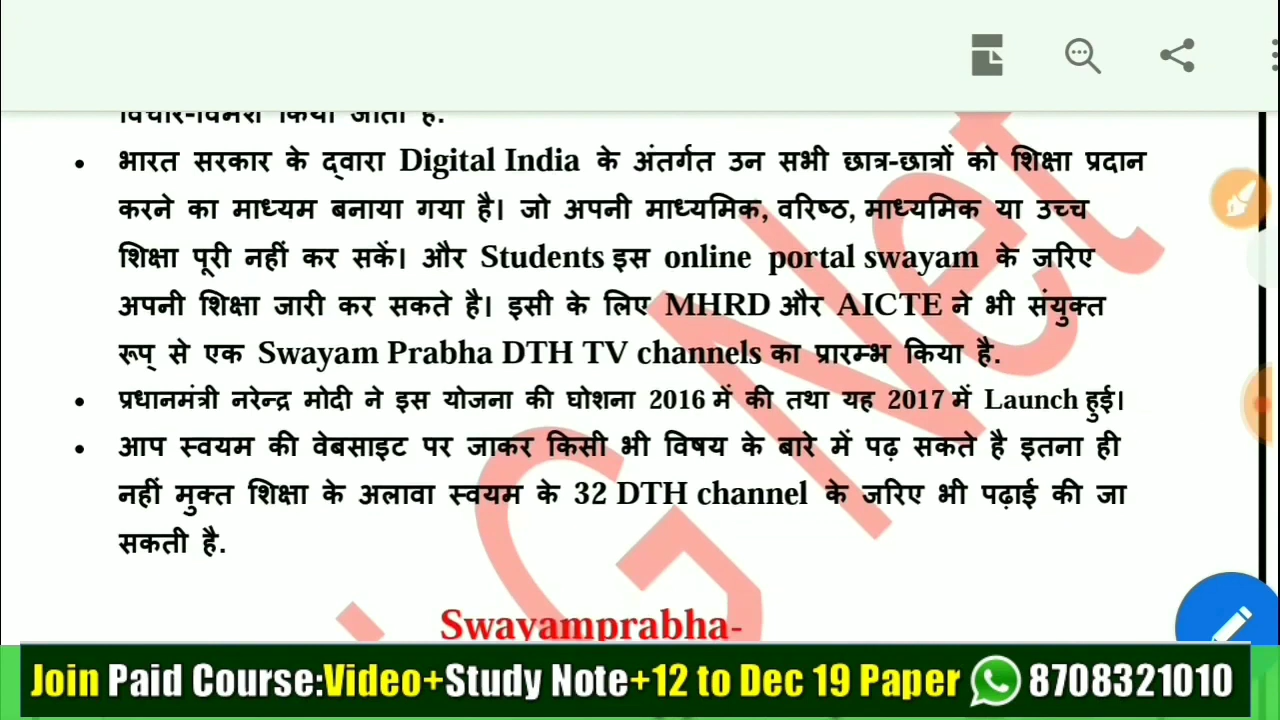 विचार-विमर्श किया जाता है.
• भारत सरकार के द्वारा Digital India के अंतर्गत उन सभी छात्र-छात्रों को शिक्षा प्रदान
करने का माध्यम बनाया गया है। जो अपनी माध्यमिक, वरिष्ठ, माध्यमिक या उच्च
शिक्षा पूरी नहीं कर सकें। और Students इस online portal swayam के जरिए
अपनी शिक्षा जारी कर सकते है। इसी के लिए MHRD और AICTE ने भी संयुक्त
रूप् से एक Swayam Prabha DTH TV channels का प्रारम्भ किया है.
• प्रधानमंत्री नरेन्द्र मोदी ने इस योजना की घोशना 2016 में की तथा यह 2017 में Launch हुई।
• आप स्वयम की वेबसाइट पर जाकर किसी भी विषय के बारे में पढ़ सकते है इतना ही
नहीं मुक्त शिक्षा के अलावा स्वयम के 32 DTH channel के जरिए भी पढ़ाई की जा
सकती है.
Swayamprabha-
Join Paid Course:Video+Study Note+12 to Dec 19 Paper 8708321010